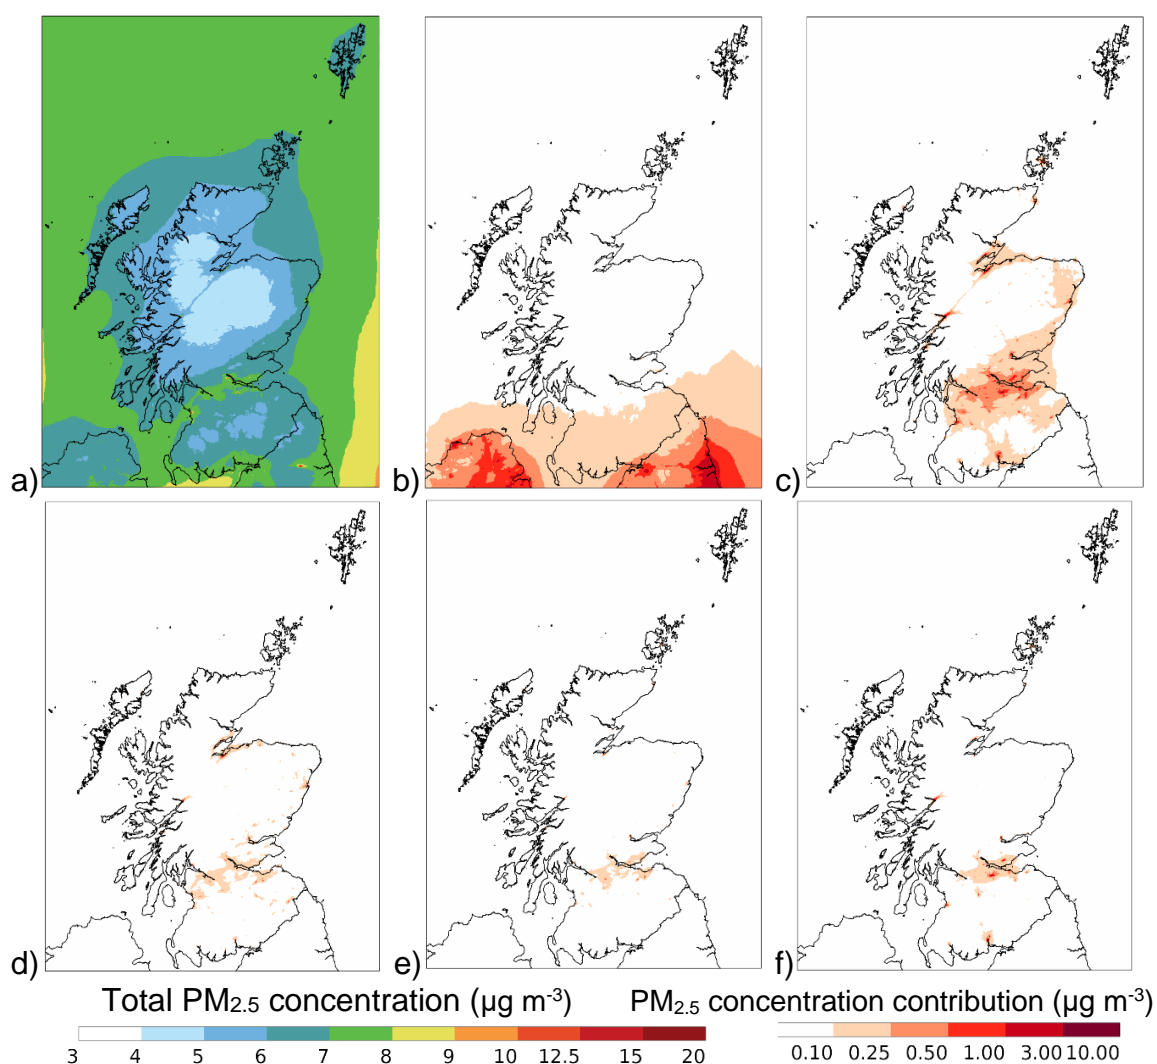 a)
b)
c)
d)
e)
f)
Total PM2.5 concentration (µg m-3)
PM2.5 concentration contribution (µg m-3)
3 4 5 6 7 8 9 10 12.5 15 20
0.10 0.25 0.50 1.00 3.00 10.00